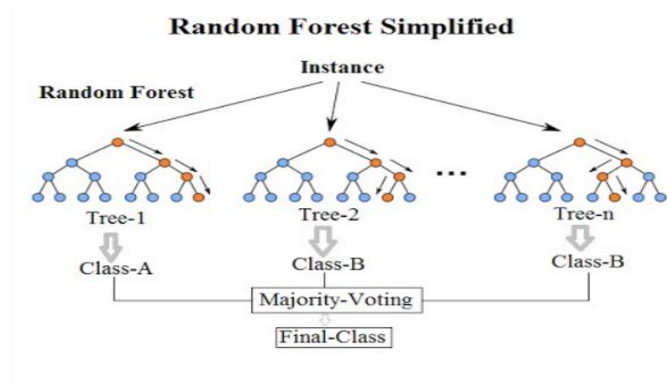 Random Forest Simplified
Instance
Random Forest
...
Tree-1
Tree-2
Tree-n
Class-A
Class-B
Class-B
Majority-Voting
Final-Class